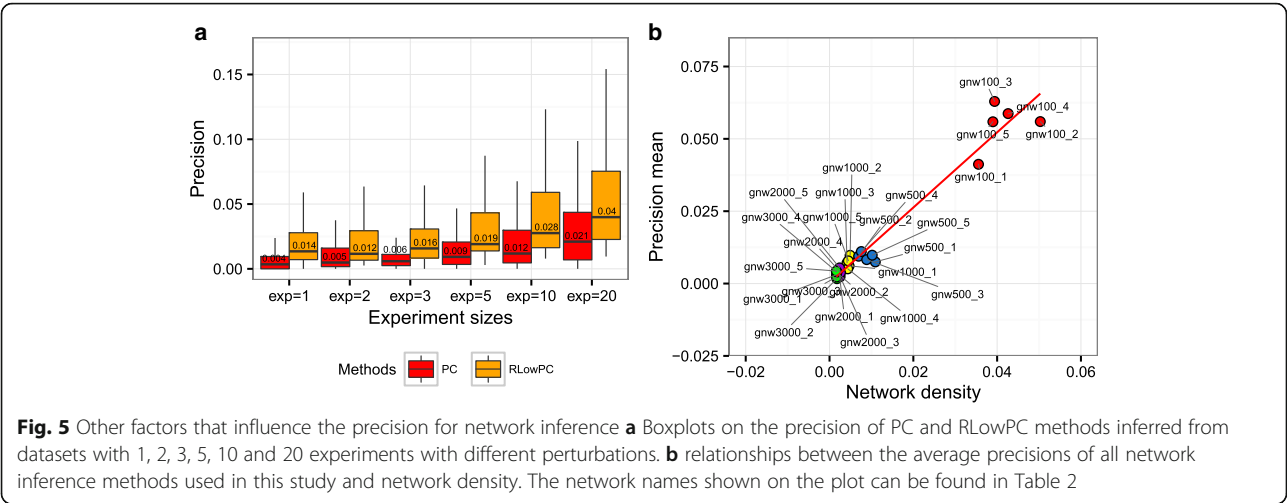 a
b
0.15
0.10
0.05
0.00
Precision
0.004
0.014
0.005
0.012
0.006
0.016
0.009
0.019
0.012
0.028
0.021
0.04
exp=1 exp=2 exp=3 exp=5 exp=10 exp=20
Experiment sizes
Methods PC RLowPC
0.075
0.050
0.025
0.000
−0.025
Precision mean
gnw100_3
gnw100_4
gnw100_5
gnw100_2
gnw100_1
gnw1000_2
gnw2000_5
gnw1000_3
gnw500_4
gnw3000_4
gnw1000_5
gnw500_2
gnw500_5
gnw2000_4
gnw500_1
gnw3000_5
gnw1000_1
gnw3000_1
gnw3000_3
gnw2000_2
gnw500_3
gnw2000_1
gnw1000_4
gnw3000_2
gnw2000_3
−0.02 0.00 0.02 0.04 0.06
Network density
Fig. 5 Other factors that influence the precision for network inference a Boxplots on the precision of PC and RLowPC methods inferred from
datasets with 1, 2, 3, 5, 10 and 20 experiments with different perturbations. b relationships between the average precisions of all network
inference methods used in this study and network density. The network names shown on the plot can be found in Table 2